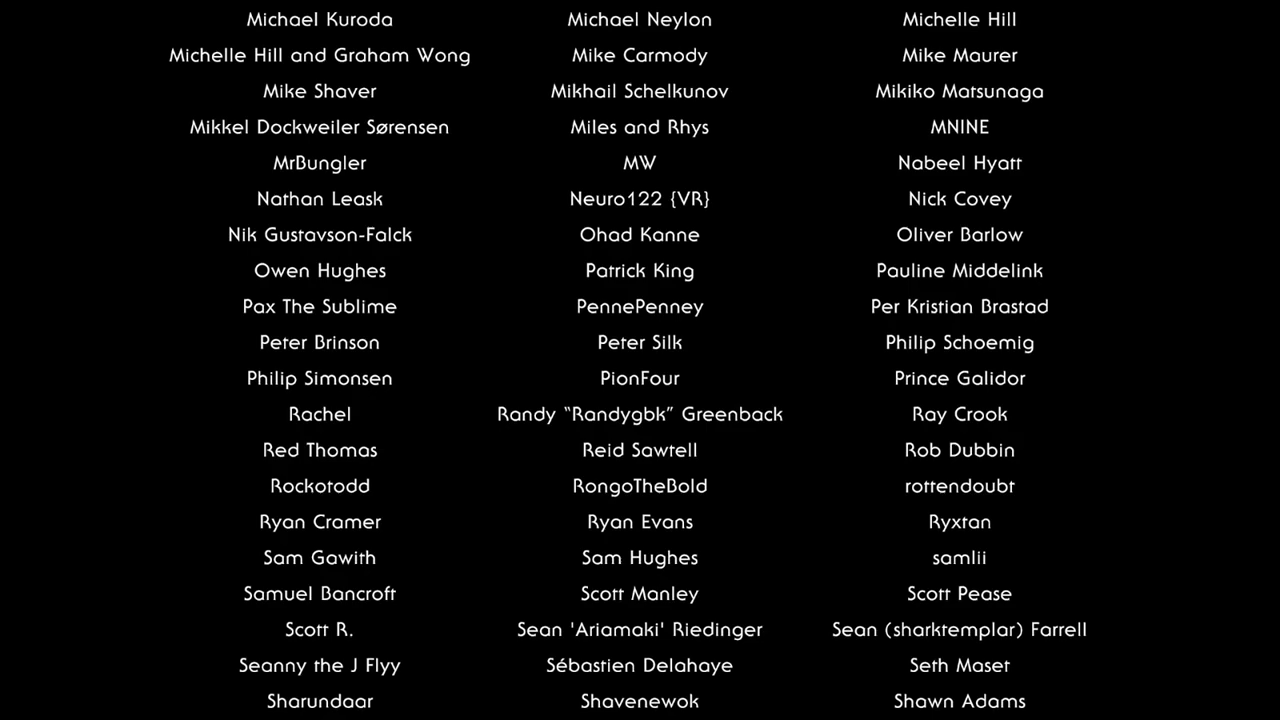 Michael Kuroda Michael Neylon Michelle Hill
Michelle Hill and Graham Wong Mike Carmody Mike Maurer
Mike Shaver Mikhail Schelkunov Mikiko Matsunaga
Mikkel Dockweiler Sørensen Miles and Rhys MNINE
MrBungler MW Nabeel Hyatt
Nathan Leask Neuro122 {VR} Nick Covey
Nik Gustavson-Falck Ohad Kanne Oliver Barlow
Owen Hughes Patrick King Pauline Middelink
Pax The Sublime PennePenney Per Kristian Brastad
Peter Brinson Peter Silk Philip Schoemig
Philip Simonsen PionFour Prince Galidor
Rachel Randy “Randygbk” Greenback Ray Crook
Red Thomas Reid Sawtell Rob Dubbin
Rockotodd RongoTheBold rottendoubt
Ryan Cramer Ryan Evans Ryxtan
Sam Gawith Sam Hughes samlii
Samuel Bancroft Scott Manley Scott Pease
Scott R. Sean 'Ariamaki' Riedinger Sean (sharktemplar) Farrell
Seanny the J Flyy Sébastien Delahaye Seth Maset
Sharundaar Shavenewok Shawn Adams